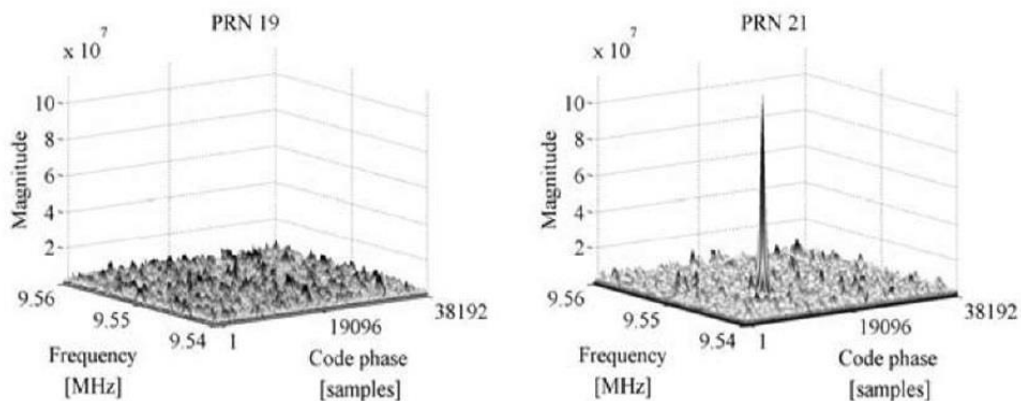 PRN 19
x 10^7
10
8
6
4
2
Magnitude
9.56
9.55
9.54
1
19096
38192
Frequency
[MHz]
Code phase
[samples]
PRN 21
x 10^7
10
8
6
4
2
Magnitude
9.56
9.55
9.54
1
19096
38192
Frequency
[MHz]
Code phase
[samples]